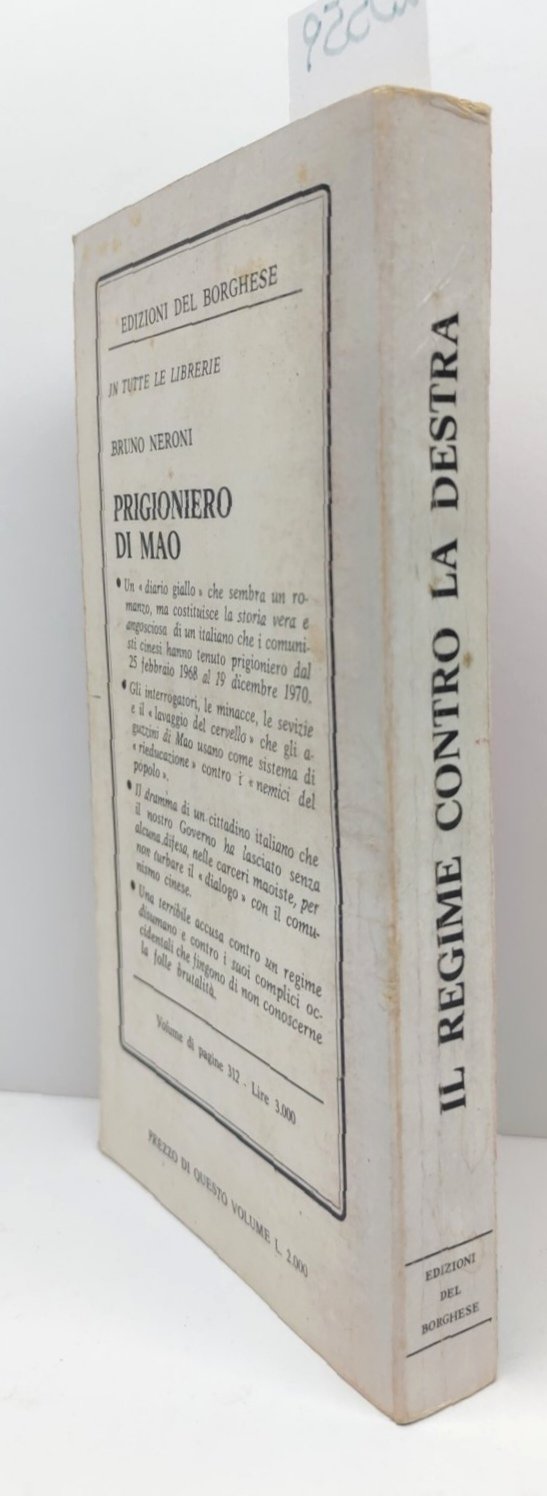 EDIZIONI DEL BORGHESE
IN TUTTE LE LIBRERIE
BRUNO NERONI
PRIGIONIERO
DI MAO
• Un « diario giallo » che sembra un ro-
manzo, ma costituisce la storia vera e
angosciosa di un italiano che i comuni-
sti cinesi hanno tenuto prigioniero dal
25 febbraio 1968 al 19 dicembre 1970.
• Gli interrogatori, le minacce, le sevizie
e il « lavaggio del cervello » che gli a-
guzzini di Mao usano come sistema di
« rieducazione » contro i « nemici del
popolo ».
• Il dramma di un cittadino italiano che
il nostro Governo ha lasciato senza
alcuna difesa, nelle carceri maoiste, per
non turbare il « dialogo » con il comu-
nismo cinese.
• Una terribile accusa contro un regime
disumano e contro i suoi complici oc-
cidentali che fingono di non conoscerne
la folle brutalità.
Volume di pagine 312 - Lire 3.000
PREZZO DI QUESTO VOLUME L. 2.000
IL REGIME CONTRO LA DESTRA
EDIZIONI
DEL
BORGHESE